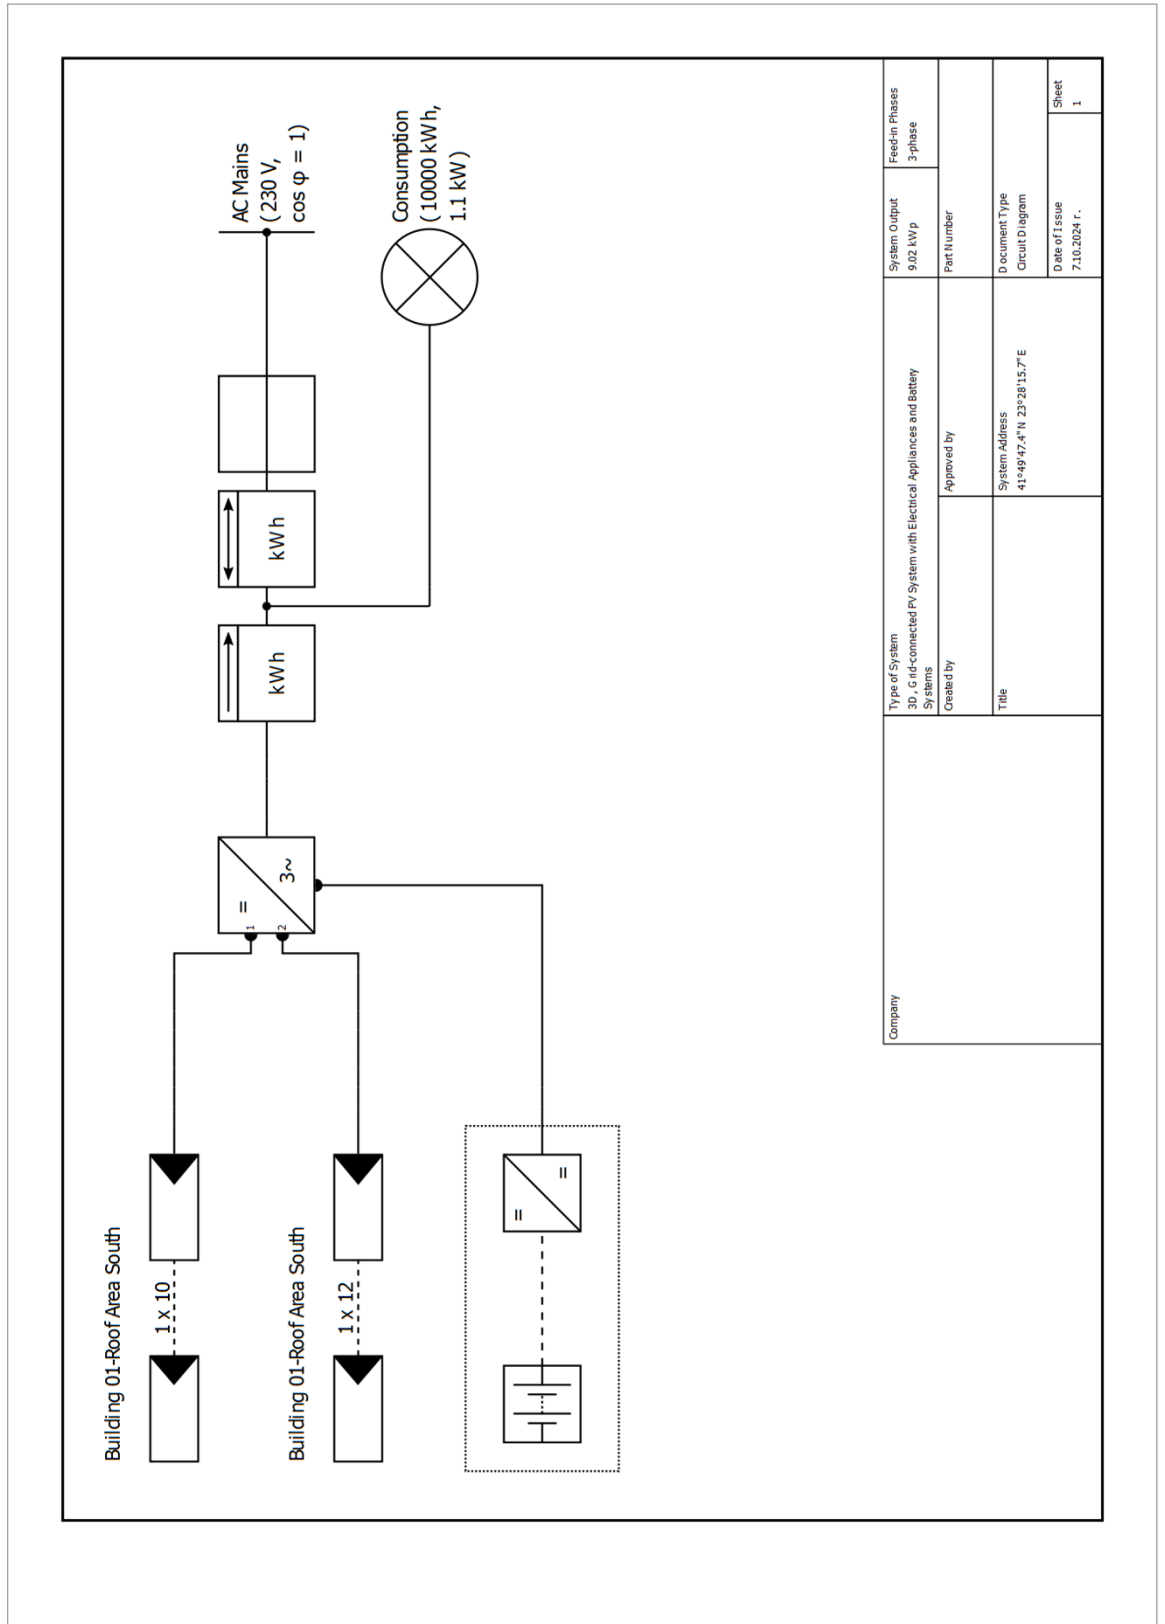 Building 01-Roof Area South
1 x 10
Building 01-Roof Area South
1 x 12
1
2
=
3~
=
=
kWh
kWh
AC Mains
(230 V,
cos φ = 1)
Consumption
(10000 kWh,
1.1 kW)
Company
Type of System
3D, Grid-connected PV System with Electrical Appliances and Battery
Systems
System Output
9.02 kWp
Feed-in Phases
3-phase
Created by
Approved by
Part Number
Title
System Address
41°49'47.4"N 23°28'15.7"E
Document Type
Circuit Diagram
Date of Issue
7.10.2024 г.
Sheet
1